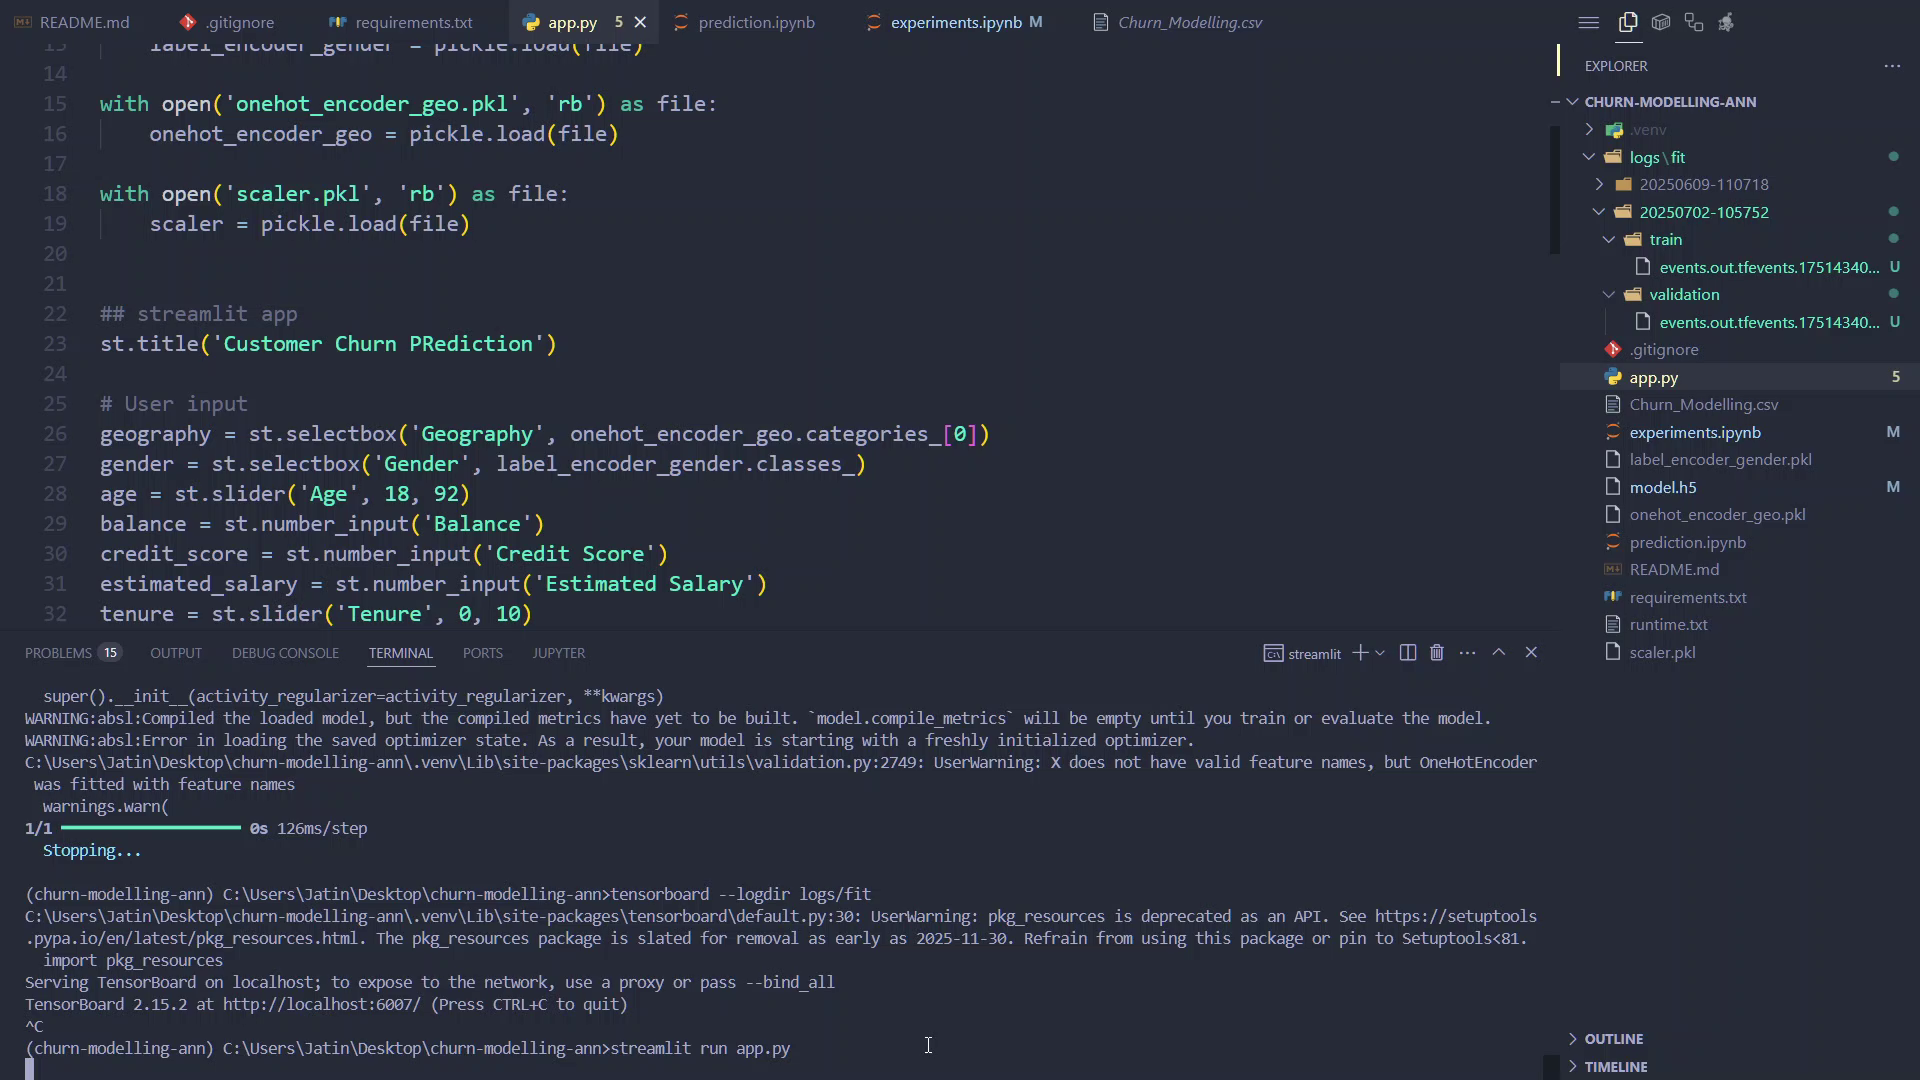 README.md
.gitignore
requirements.txt
app.py 5
prediction.ipynb
experiments.ipynb M
Churn_Modelling.csv
13 label_encoder_gender = pickle.load(file)
14
15 with open('onehot_encoder_geo.pkl', 'rb') as file:
16 onehot_encoder_geo = pickle.load(file)
17
18 with open('scaler.pkl', 'rb') as file:
19 scaler = pickle.load(file)
20
21
22 ## streamlit app
23 st.title('Customer Churn PRediction')
24
25 # User input
26 geography = st.selectbox('Geography', onehot_encoder_geo.categories_[0])
27 gender = st.selectbox('Gender', label_encoder_gender.classes_)
28 age = st.slider('Age', 18, 92)
29 balance = st.number_input('Balance')
30 credit_score = st.number_input('Credit Score')
31 estimated_salary = st.number_input('Estimated Salary')
32 tenure = st.slider('Tenure', 0, 10)
PROBLEMS 15
OUTPUT
DEBUG CONSOLE
TERMINAL
PORTS
JUPYTER
streamlit
super().__init__(activity_regularizer=activity_regularizer, **kwargs)
WARNING:absl:Compiled the loaded model, but the compiled metrics have yet to be built. `model.compile_metrics` will be empty until you train or evaluate the model.
WARNING:absl:Error in loading the saved optimizer state. As a result, your model is starting with a freshly initialized optimizer.
C:\Users\Jatin\Desktop\churn-modelling-ann\.venv\Lib\site-packages\sklearn\utils\validation.py:2749: UserWarning: X does not have valid feature names, but OneHotEncoder
was fitted with feature names
warnings.warn(
1/1 0s 126ms/step
Stopping...
(churn-modelling-ann) C:\Users\Jatin\Desktop\churn-modelling-ann>tensorboard --logdir logs/fit
C:\Users\Jatin\Desktop\churn-modelling-ann\.venv\Lib\site-packages\tensorboard\default.py:30: UserWarning: pkg_resources is deprecated as an API. See https://setuptools
.pypa.io/en/latest/pkg_resources.html. The pkg_resources package is slated for removal as early as 2025-11-30. Refrain from using this package or pin to Setuptools<81.
import pkg_resources
Serving TensorBoard on localhost; to expose to the network, use a proxy or pass --bind_all
TensorBoard 2.15.2 at http://localhost:6007/ (Press CTRL+C to quit)
^C
(churn-modelling-ann) C:\Users\Jatin\Desktop\churn-modelling-ann>streamlit run app.py
EXPLORER
CHURN-MODELLING-ANN
.venv
logs\fit
20250609-110718
20250702-105752
train
events.out.tfevents.17514340... U
validation
events.out.tfevents.17514340... U
.gitignore
app.py 5
Churn_Modelling.csv
experiments.ipynb M
label_encoder_gender.pkl
model.h5 M
onehot_encoder_geo.pkl
prediction.ipynb
README.md
requirements.txt
runtime.txt
scaler.pkl
OUTLINE
TIMELINE